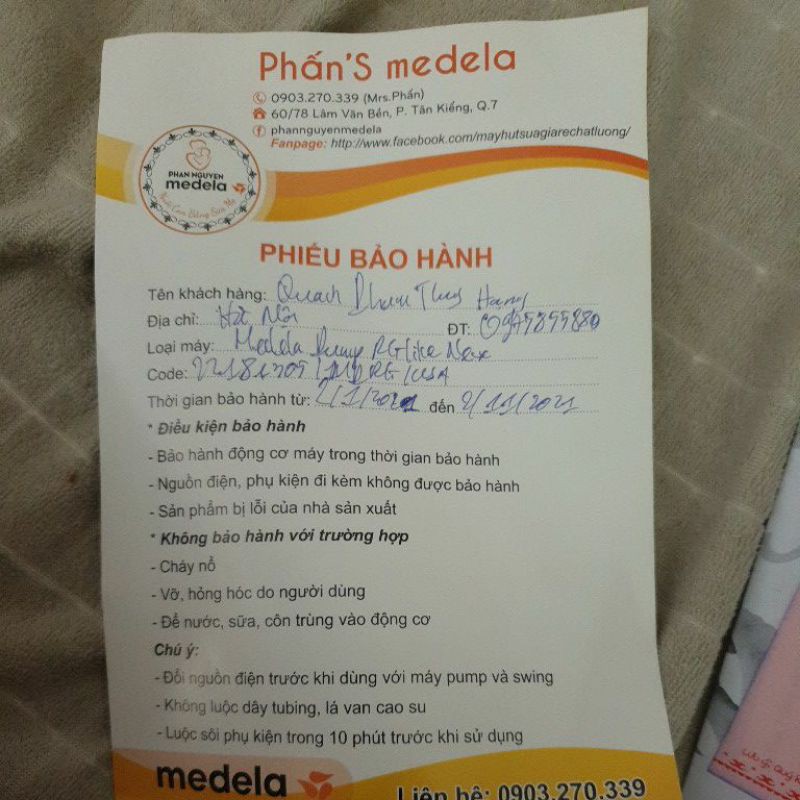 Phấn'S medela
0903.270.339 (Mrs.Phấn)
60/78 Lâm Văn Bền, P. Tân Kiểng, Q.7
phannguyenmedela
Fanpage: http://www.facebook.com/mayhutsuagiarechatluong/
PHAN NGUYEN
medela
PHIẾU BẢO HÀNH
Tên khách hàng: Quach Thuy Hang
Địa chỉ: Hà Nội
ĐT:
Loại máy: Medela Pump
Code:
Thời gian bảo hành từ: đến 2/11/2021
* Điều kiện bảo hành
- Bảo hành động cơ máy trong thời gian bảo hành
- Nguồn điện, phụ kiện đi kèm không được bảo hành
- Sản phẩm bị lỗi của nhà sản xuất
* Không bảo hành với trường hợp
- Cháy nổ
- Vỡ, hỏng hóc do người dùng
- Để nước, sữa, côn trùng vào động cơ
Chú ý:
- Đổi nguồn điện trước khi dùng với máy pump và swing
- Không luộc dây tubing, lá van cao su
- Luộc sôi phụ kiện trong 10 phút trước khi sử dụng
medela
Liên hệ: 0903.270.339